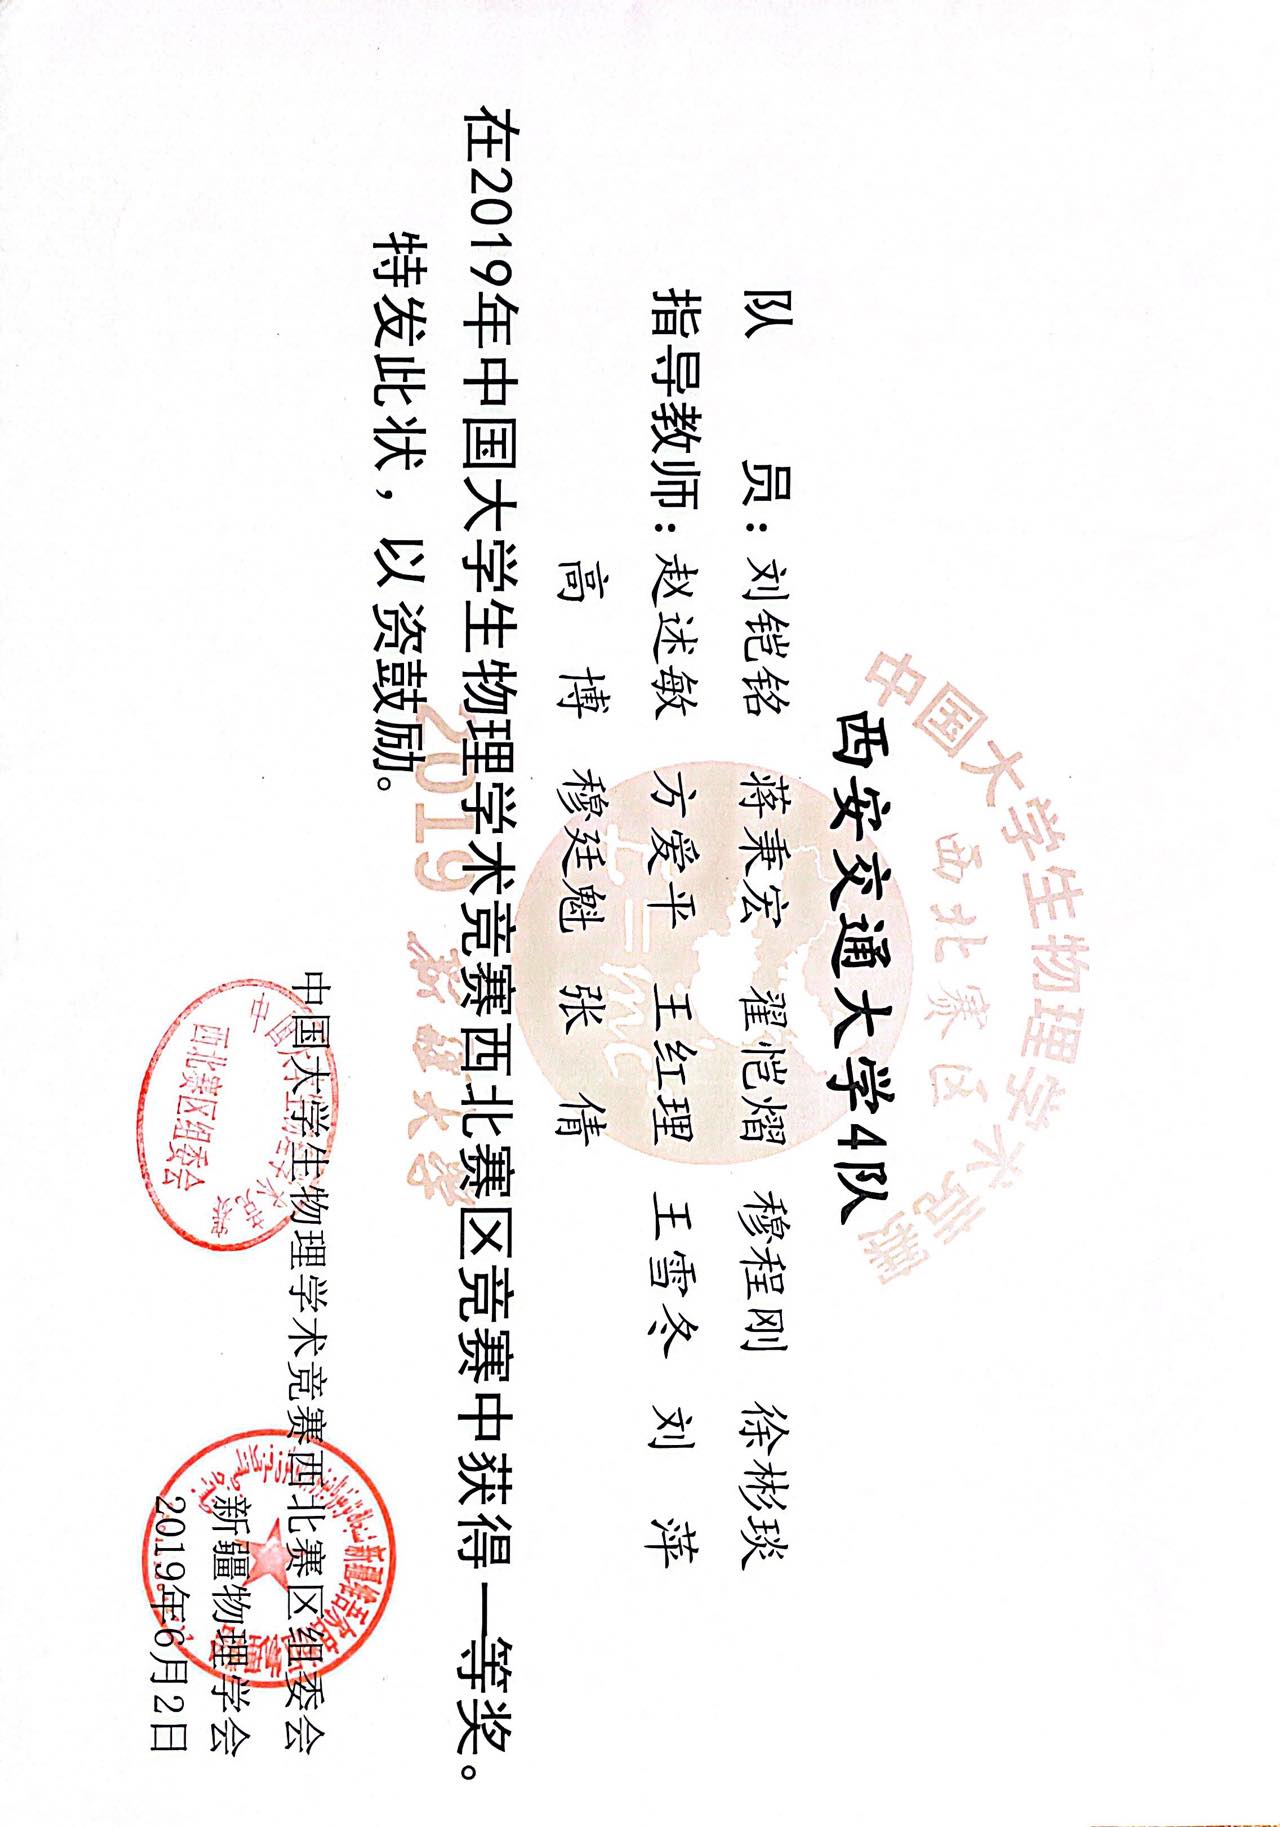 中国大学生物理学术竞赛
西北赛区
西安交通大学4队
队 员：刘铠铭 蒋秉宏 翟恺熠 穆程刚 徐彬琰
指导教师：赵述敏 方爱平 王红理 王雪冬 刘 萍
高 博 穆廷魁 张 倩
在2019年中国大学生物理学术竞赛西北赛区竞赛中获得一等奖。
2019 新疆大学
特发此状，以资鼓励。
中国大学生物理学术竞赛西北赛区组委会
新疆物理学会
2019年6月2日
中国大学生物理学术竞赛
西北赛区组委会